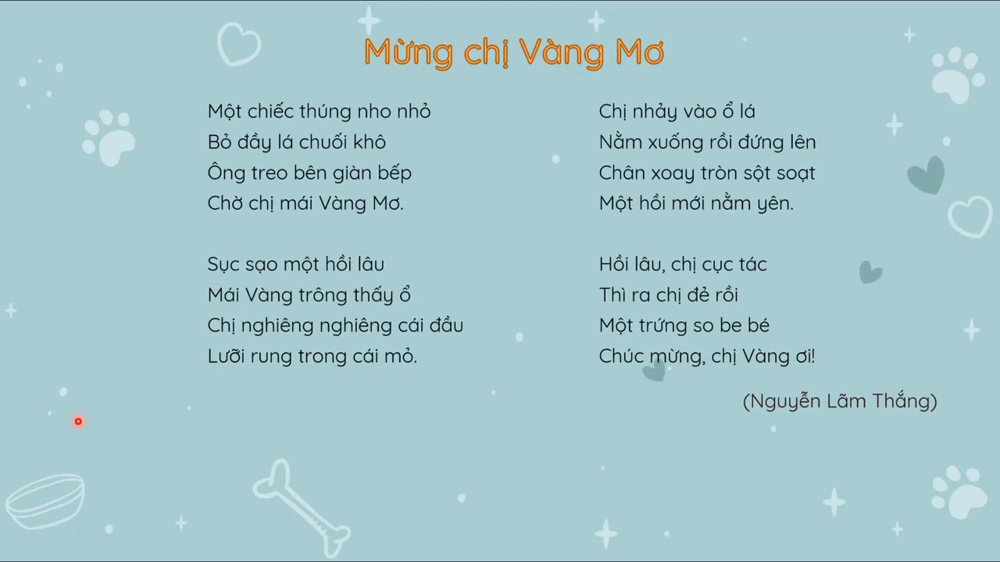 Mừng chị Vàng Mơ
Một chiếc thúng nho nhỏ
Bỏ đầy lá chuối khô
Ông treo bên giàn bếp
Chờ chị mái Vàng Mơ.
Sục sạo một hồi lâu
Mái Vàng trông thấy ổ
Chị nghiêng nghiêng cái đầu
Lưỡi rung trong cái mỏ.
Chị nhảy vào ổ lá
Nằm xuống rồi đứng lên
Chân xoay tròn sột soạt
Một hồi mới nằm yên.
Hồi lâu, chị cục tác
Thì ra chị đẻ rồi
Một trứng so be bé
Chúc mừng, chị Vàng ơi!
(Nguyễn Lãm Thắng)